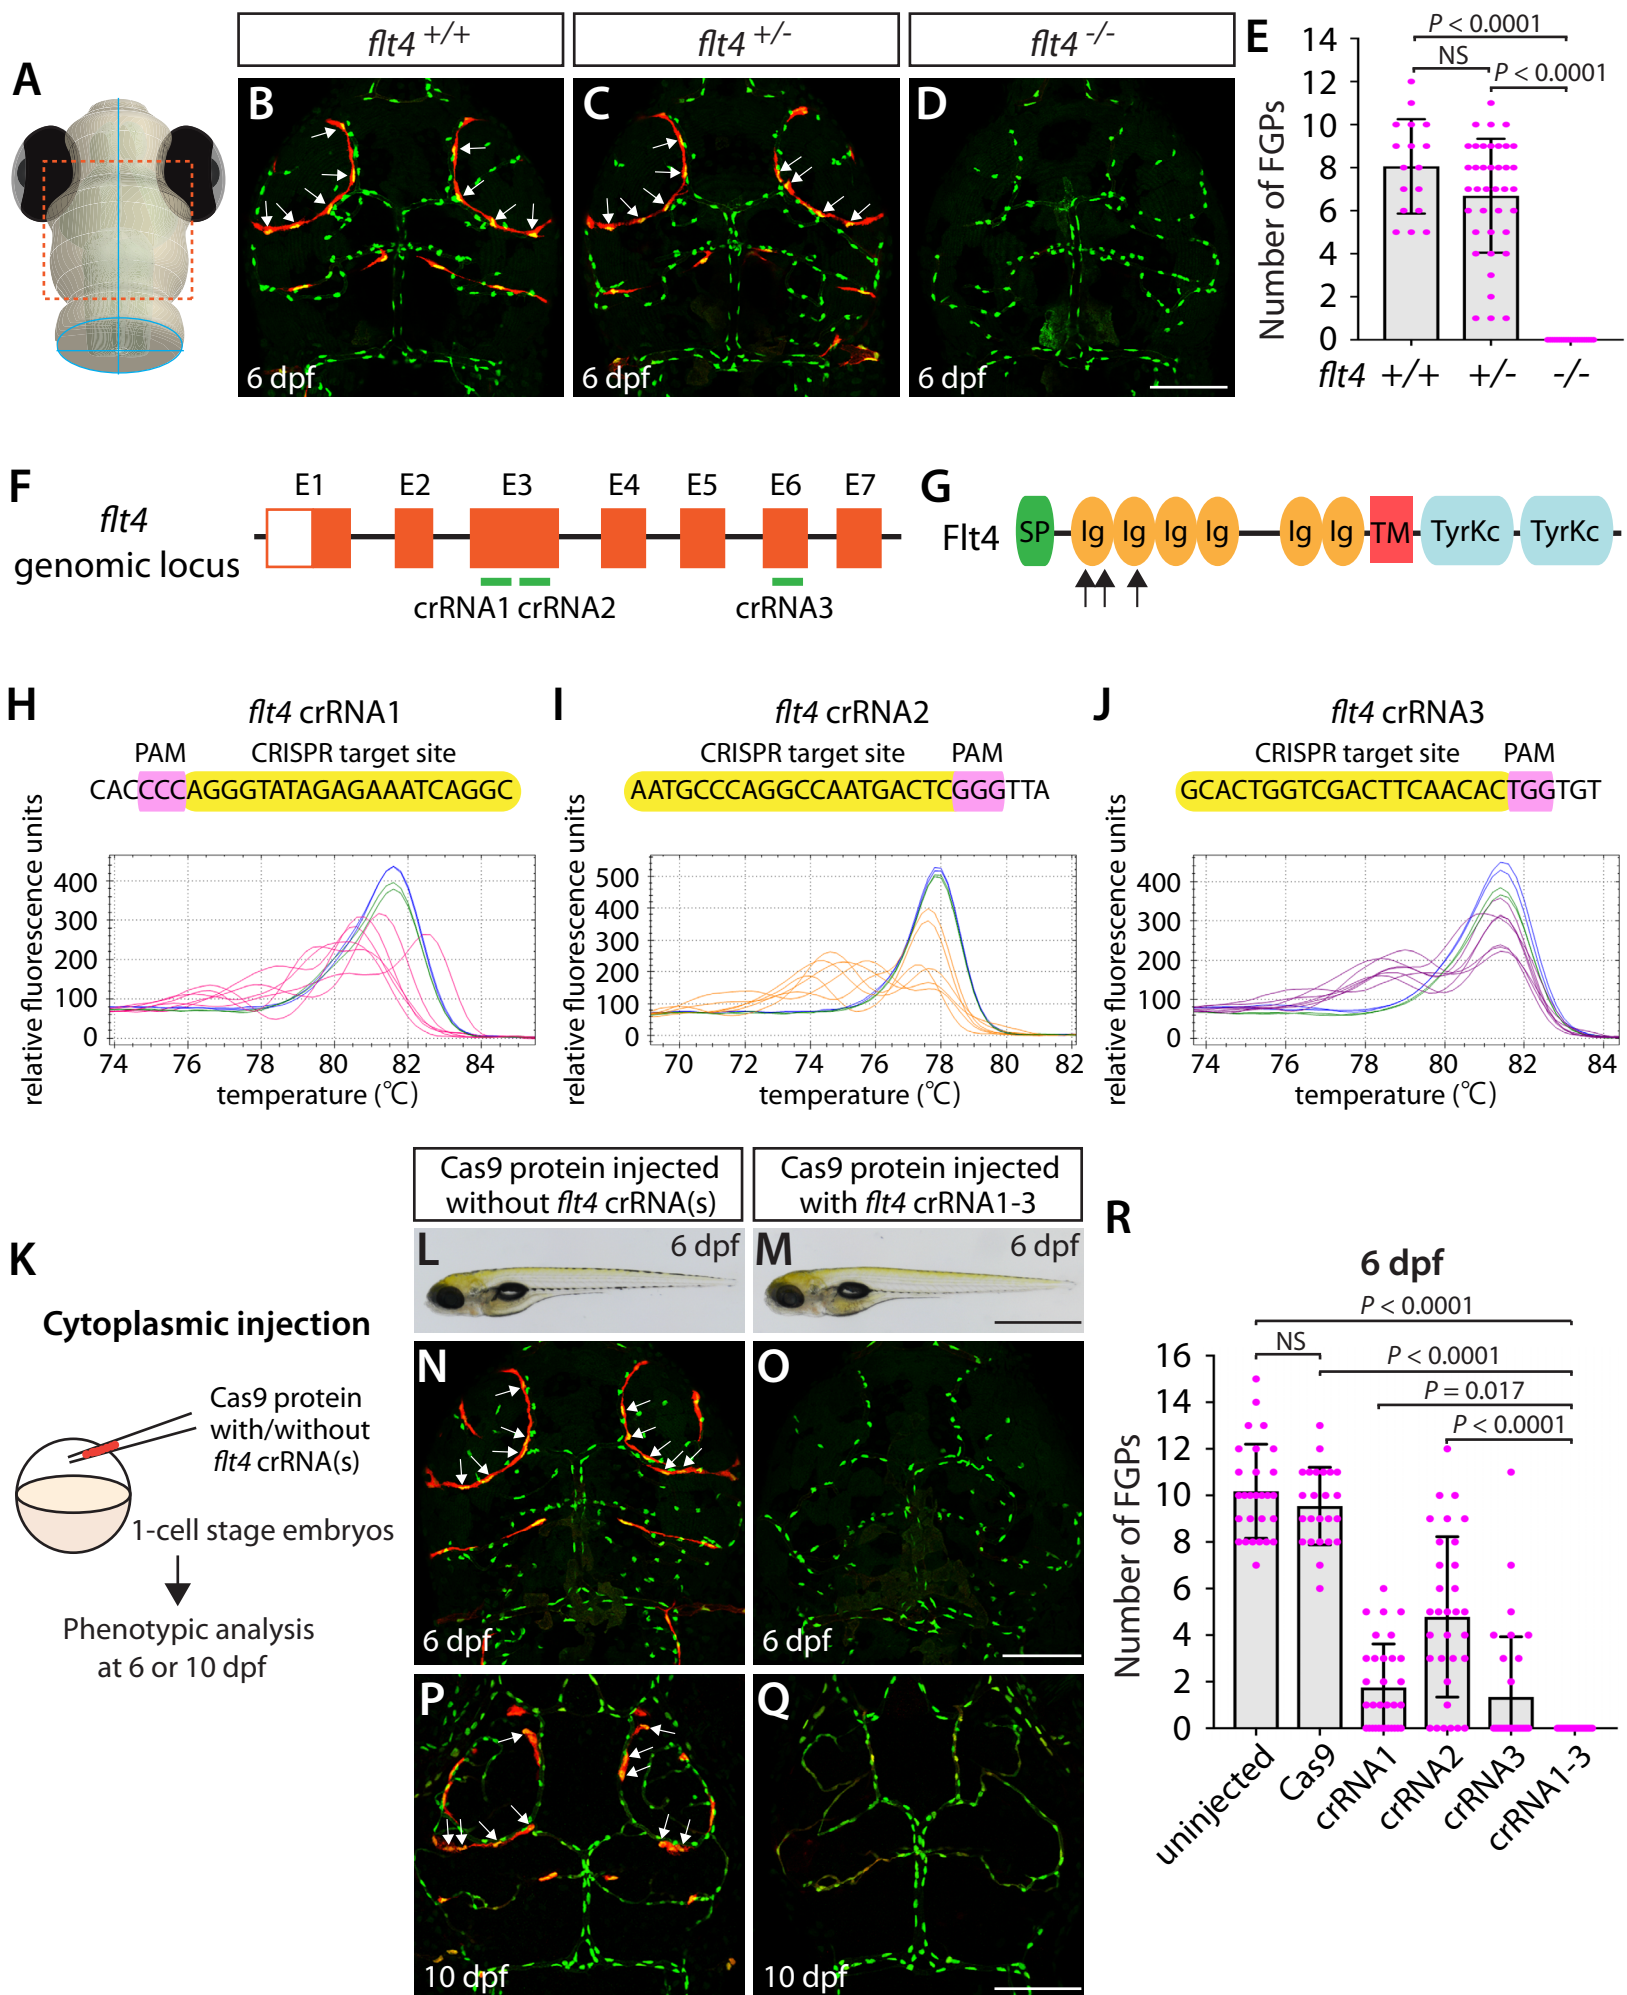 A
flt4 +/+
flt4 +/-
flt4 -/-
B
6 dpf
C
6 dpf
D
6 dpf
E
P < 0.0001
NS
P < 0.0001
Number of FGPs
14
12
10
8
6
4
2
0
flt4 +/+ +/- -/-
F
flt4
genomic locus
E1 E2 E3 E4 E5 E6 E7
crRNA1 crRNA2 crRNA3
G
Flt4
SP Ig Ig Ig Ig Ig Ig TM TyrKc TyrKc
H
flt4 crRNA1
PAM CRISPR target site
CACCCCAGGGTATAGAGAAATCAGGC
relative fluorescence units
400
300
200
100
0
74 76 78 80 82 84
temperature (℃)
I
flt4 crRNA2
CRISPR target site PAM
AATGCCCAGGCCAATGACTCGGGTTA
relative fluorescence units
500
400
300
200
100
0
70 72 74 76 78 80 82
temperature (℃)
J
flt4 crRNA3
CRISPR target site PAM
GCACTGGTCGACTTCAACACTGGTGT
relative fluorescence units
400
300
200
100
0
74 76 78 80 82 84
temperature (℃)
K
Cytoplasmic injection
Cas9 protein
with/without
flt4 crRNA(s)
1-cell stage embryos
Phenotypic analysis
at 6 or 10 dpf
Cas9 protein injected
without flt4 crRNA(s)
Cas9 protein injected
with flt4 crRNA1-3
L
6 dpf
M
6 dpf
N
6 dpf
O
6 dpf
P
10 dpf
Q
10 dpf
R
6 dpf
P < 0.0001
NS
P < 0.0001
P = 0.017
P < 0.0001
Number of FGPs
16
14
12
10
8
6
4
2
0
uninjected
Cas9
crRNA1
crRNA2
crRNA3
crRNA1-3